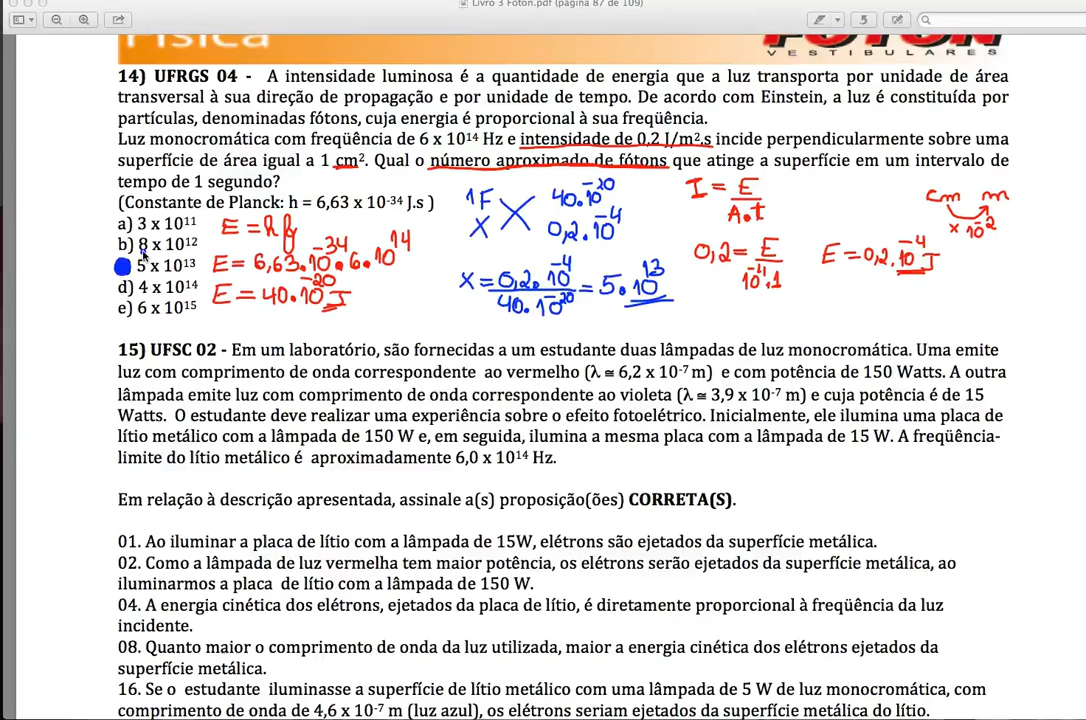 Livro 3 Foton.pdf (página 87 de 109)
Física
FÓTON
VESTIBULARES
14) UFRGS 04 - A intensidade luminosa é a quantidade de energia que a luz transporta por unidade de área
transversal à sua direção de propagação e por unidade de tempo. De acordo com Einstein, a luz é constituída por
partículas, denominadas fótons, cuja energia é proporcional à sua freqüência.
Luz monocromática com freqüência de 6 x 10¹⁴ Hz e intensidade de 0,2 J/m².s incide perpendicularmente sobre uma
superfície de área igual a 1 cm². Qual o número aproximado de fótons que atinge a superfície em um intervalo de
tempo de 1 segundo?
(Constante de Planck: h = 6,63 x 10⁻³⁴ J.s )
a) 3 x 10¹¹
b) 8 x 10¹²
5 x 10¹³
d) 4 x 10¹⁴
e) 6 x 10¹⁵
E = hf
E = 6,63.10⁻³⁴.6.10¹⁴
E = 40.10⁻²⁰J
1F 40.10⁻²⁰
X 0,2.10⁻⁴
X = 0,2.10⁻⁴ = 5.10¹³
40.10⁻²⁰
I = E
A.t
0,2 = E
10⁻⁴.1
E = 0,2.10⁻⁴J
cm m
x 10⁻²
15) UFSC 02 - Em um laboratório, são fornecidas a um estudante duas lâmpadas de luz monocromática. Uma emite
luz com comprimento de onda correspondente ao vermelho (λ ≅ 6,2 x 10⁻⁷ m) e com potência de 150 Watts. A outra
lâmpada emite luz com comprimento de onda correspondente ao violeta (λ ≅ 3,9 x 10⁻⁷ m) e cuja potência é de 15
Watts. O estudante deve realizar uma experiência sobre o efeito fotoelétrico. Inicialmente, ele ilumina uma placa de
lítio metálico com a lâmpada de 150 W e, em seguida, ilumina a mesma placa com a lâmpada de 15 W. A freqüência-
limite do lítio metálico é aproximadamente 6,0 x 10¹⁴ Hz.
Em relação à descrição apresentada, assinale a(s) proposição(ões) CORRETA(S).
01. Ao iluminar a placa de lítio com a lâmpada de 15W, elétrons são ejetados da superfície metálica.
02. Como a lâmpada de luz vermelha tem maior potência, os elétrons serão ejetados da superfície metálica, ao
iluminarmos a placa de lítio com a lâmpada de 150 W.
04. A energia cinética dos elétrons, ejetados da placa de lítio, é diretamente proporcional à freqüência da luz
incidente.
08. Quanto maior o comprimento de onda da luz utilizada, maior a energia cinética dos elétrons ejetados da
superfície metálica.
16. Se o estudante iluminasse a superfície de lítio metálico com uma lâmpada de 5 W de luz monocromática, com
comprimento de onda de 4,6 x 10⁻⁷ m (luz azul), os elétrons seriam ejetados da superfície metálica do lítio.